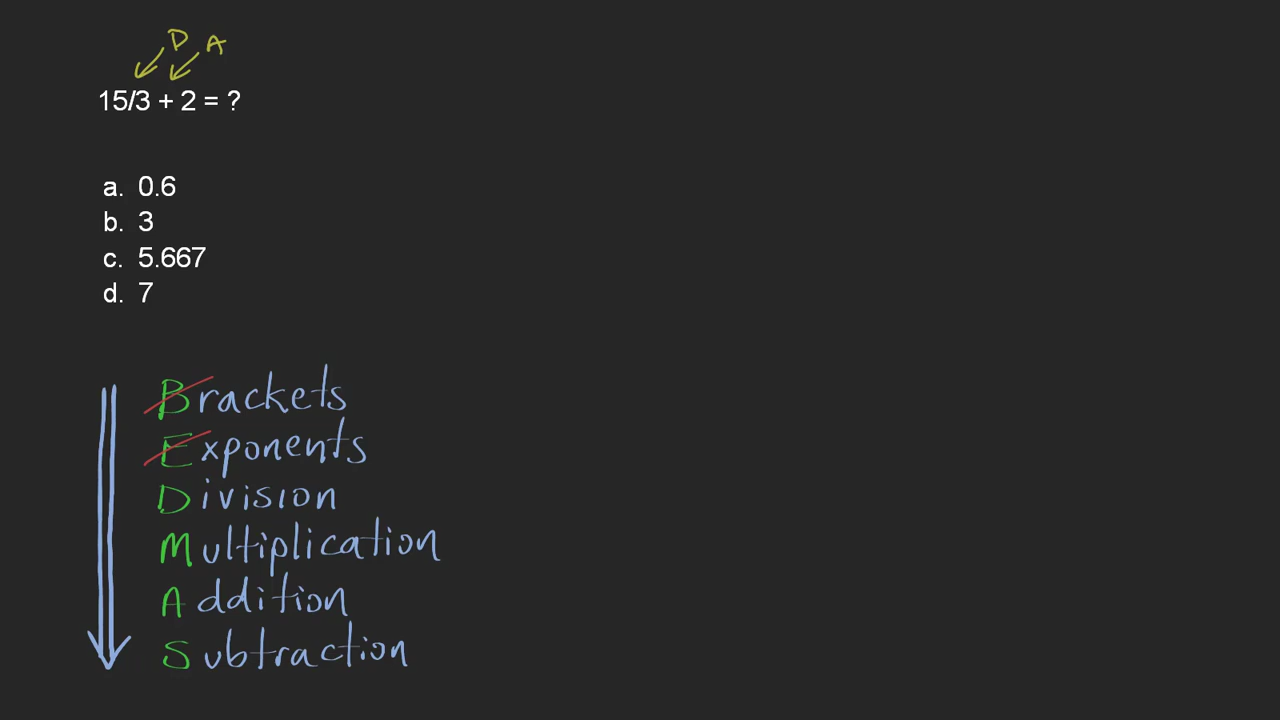 D A
15/3 + 2 = ?
a. 0.6
b. 3
c. 5.667
d. 7
Brackets
Exponents
Division
Multiplication
Addition
Subtraction